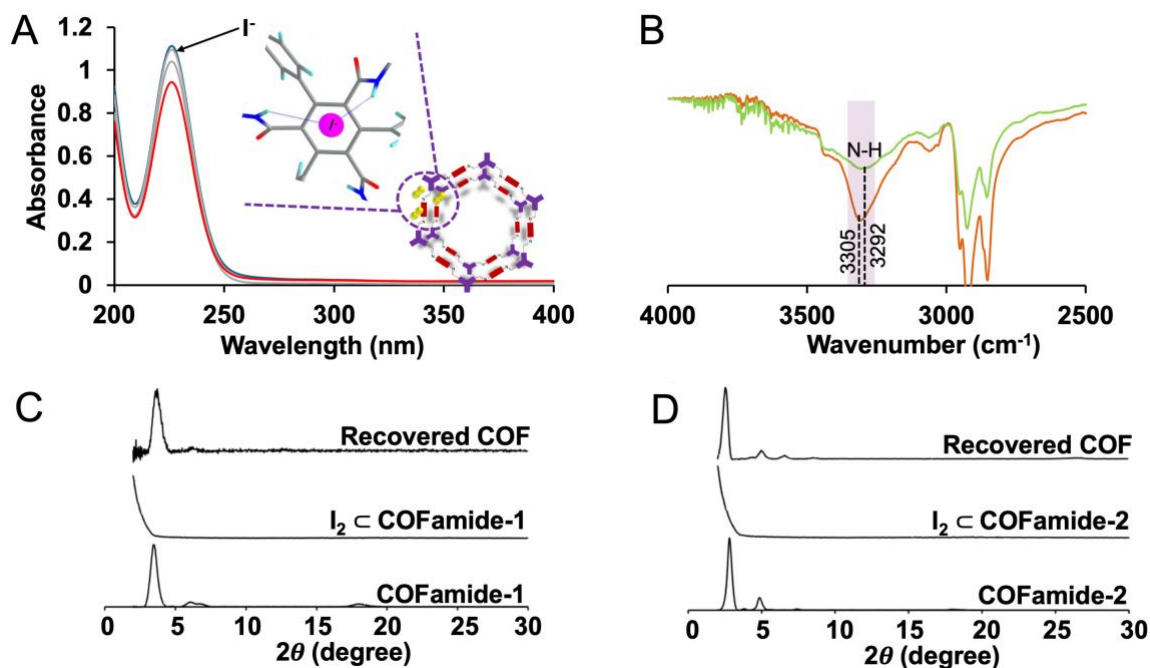 A
I-
Absorbance
1.2
1
0.8
0.6
0.4
0.2
0
200
250
300
350
400
Wavelength (nm)
I
B
N-H
3305
3292
4000
3500
3000
2500
Wavenumber (cm-1)
C
Recovered COF
I2 ⊂ COFamide-1
COFamide-1
0
5
10
15
20
25
30
2θ (degree)
D
Recovered COF
I2 ⊂ COFamide-2
COFamide-2
0
5
10
15
20
25
30
2θ (degree)